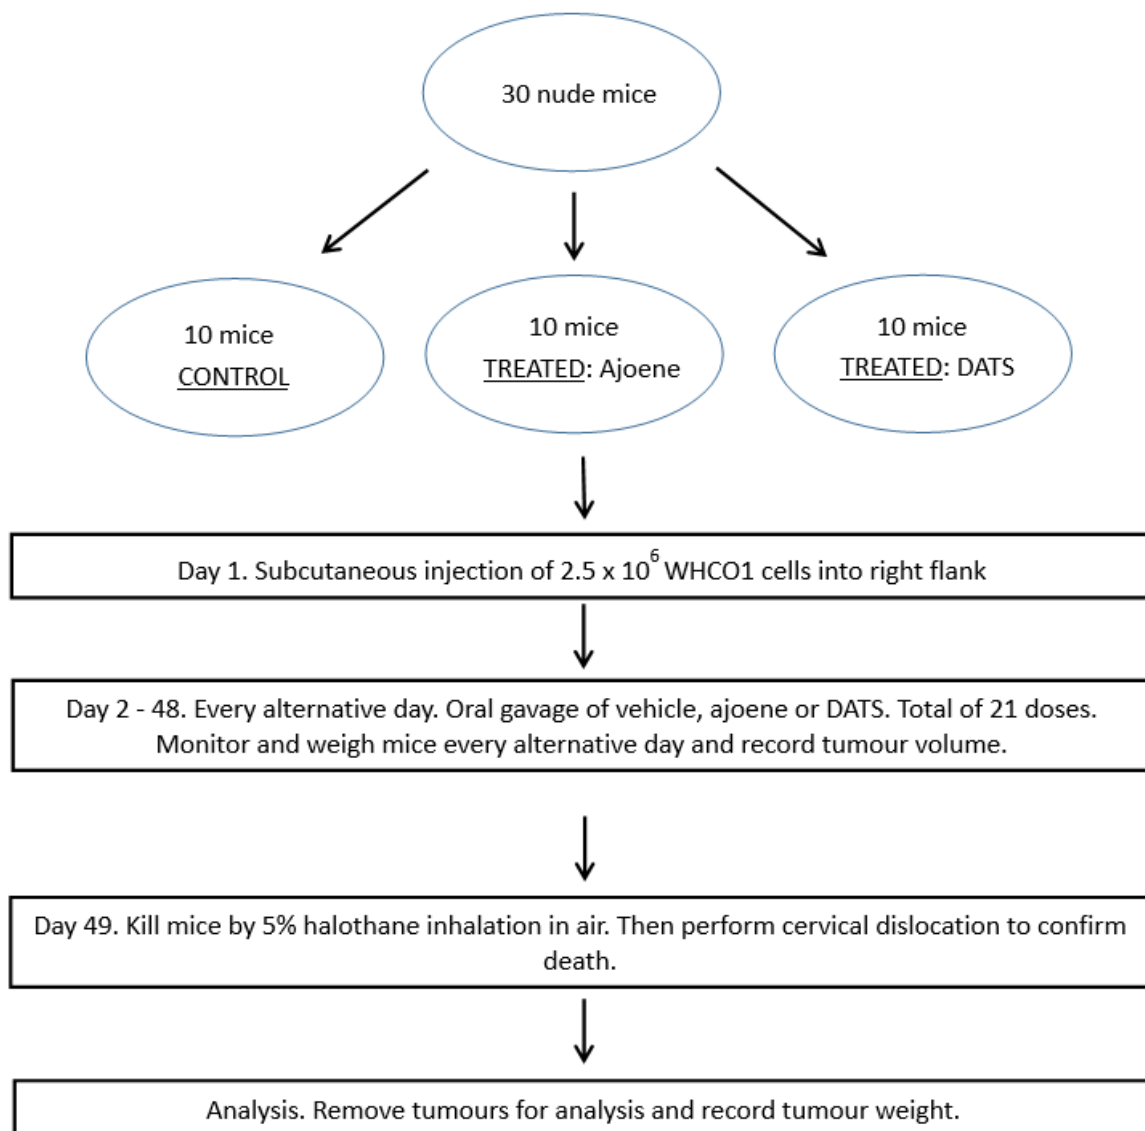 30 nude mice
10 mice
CONTROL
10 mice
TREATED: Ajoene
10 mice
TREATED: DATS
Day 1. Subcutaneous injection of 2.5 x 10⁶ WHCO1 cells into right flank
Day 2 - 48. Every alternative day. Oral gavage of vehicle, ajoene or DATS. Total of 21 doses.
Monitor and weigh mice every alternative day and record tumour volume.
Day 49. Kill mice by 5% halothane inhalation in air. Then perform cervical dislocation to confirm
death.
Analysis. Remove tumours for analysis and record tumour weight.